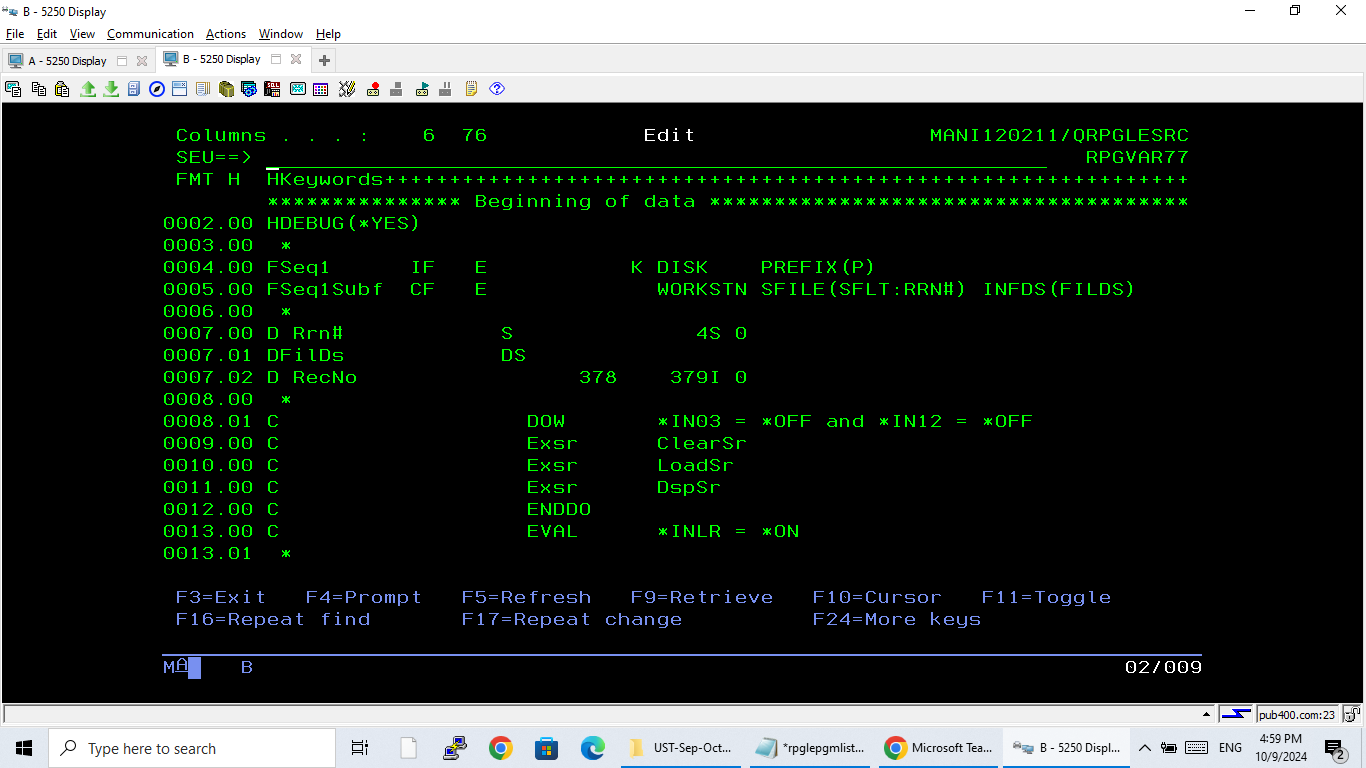 B - 5250 Display
File Edit View Communication Actions Window Help
A - 5250 Display B - 5250 Display
Columns . . . : 6 76 Edit MANI120211/QRPGLESRC
SEU==> RPGVAR77
FMT H HKeywords++++++++++++++++++++++++++++++++++++++++++++++++++++++++++++++
*************** Beginning of data *************************************
0002.00 HDEBUG(*YES)
0003.00 *
0004.00 FSeq1 IF E K DISK PREFIX(P)
0005.00 FSeq1Subf CF E WORKSTN SFILE(SFLT:RRN#) INFDS(FILDS)
0006.00 *
0007.00 D Rrn# S 4S 0
0007.01 DFilDs DS
0007.02 D RecNo 378 379I 0
0008.00 *
0008.01 C DOW *IN03 = *OFF and *IN12 = *OFF
0009.00 C Exsr ClearSr
0010.00 C Exsr LoadSr
0011.00 C Exsr DspSr
0012.00 C ENDDO
0013.00 C EVAL *INLR = *ON
0013.01 *
F3=Exit F4=Prompt F5=Refresh F9=Retrieve F10=Cursor F11=Toggle
F16=Repeat find F17=Repeat change F24=More keys
MA B 02/009
pub400.com:23
Type here to search UST-Sep-Oct... *rpglepgmlist... Microsoft Tea... B - 5250 Displ... ENG 4:59 PM
10/9/2024 2